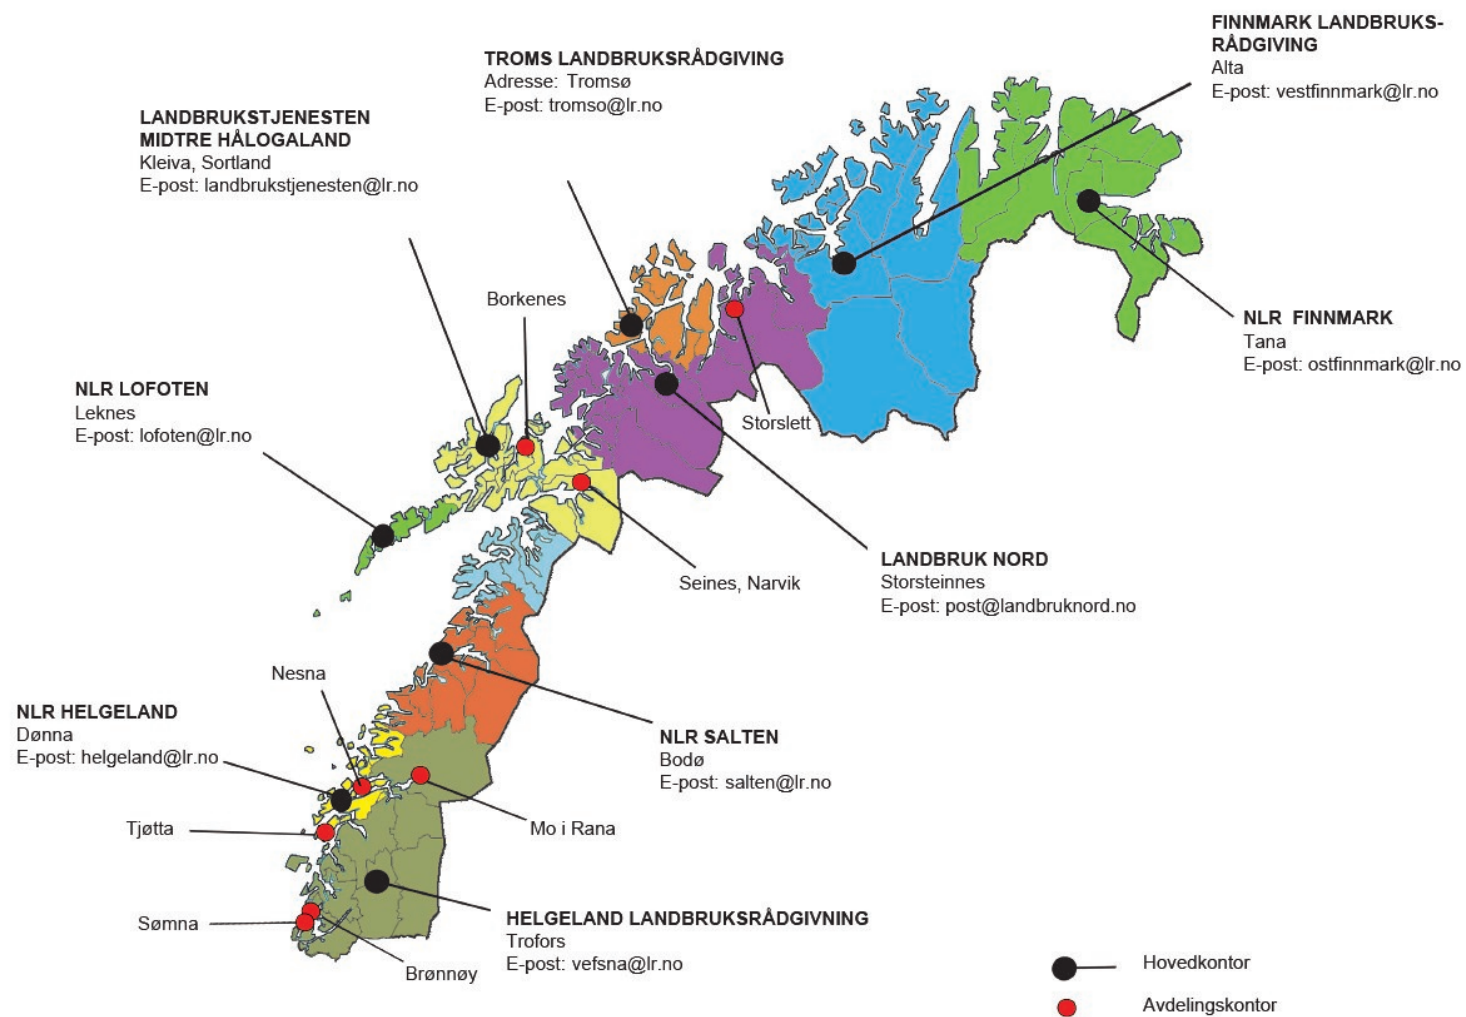 FINNMARK LANDBRUKS-
RÅDGIVING
Alta
E-post: vestfinnmark@lr.no
TROMS LANDBRUKSRÅDGIVING
Adresse: Tromsø
E-post: tromso@lr.no
LANDBRUKSTJENESTEN
MIDTRE HÅLOGALAND
Kleiva, Sortland
E-post: landbrukstjenesten@lr.no
Borkenes
NLR FINNMARK
Tana
E-post: ostfinnmark@lr.no
NLR LOFOTEN
Leknes
E-post: lofoten@lr.no
Storslett
LANDBRUK NORD
Storsteinnes
E-post: post@landbruknord.no
Seines, Narvik
Nesna
NLR HELGELAND
Dønna
E-post: helgeland@lr.no
NLR SALTEN
Bodø
E-post: salten@lr.no
Tjøtta
Mo i Rana
Sømna
HELGELAND LANDBRUKSRÅDGIVNING
Trofors
E-post: vefsna@lr.no
Brønnøy
Hovedkontor
Avdelingskontor